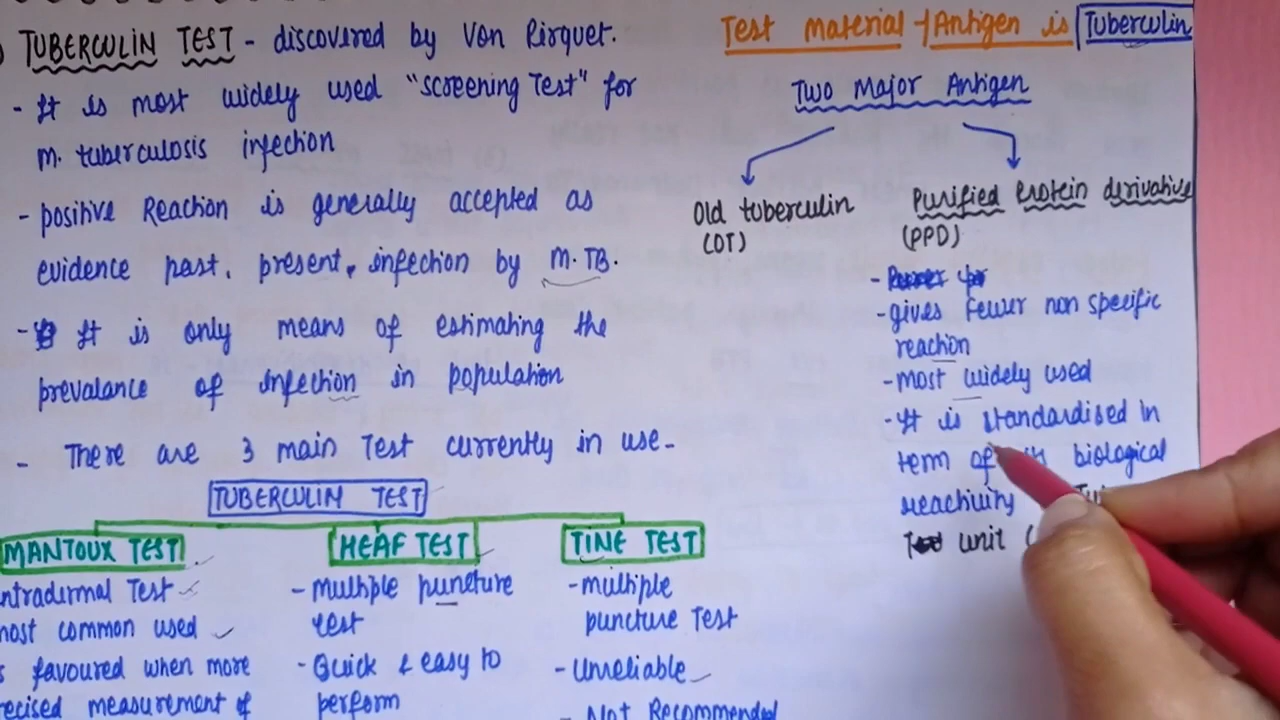 TUBERCULIN TEST - discovered by Von Pirquet.
- It is most widely used "screening Test" for
m. tuberculosis infection
- positive Reaction is generally accepted as
evidence past, present, infection by M.TB.
- It is only means of estimating the
prevalance of infection in population
- There are 3 main Test currently in use-
TUBERCULIN TEST
MANTOUX TEST
ntradermal Test
most common used
s favoured when more
recised measurement of
HEAF TEST
- multiple puncture
test
- Quick & easy to
perform
TINE TEST
- multiple
puncture Test
- Unreliable
- Not Recommended
Test material - Antigen is Tuberculin
Two Major Antigen
Old tuberculin
(OT)
Purified Protein derivative
(PPD)
- gives Fewer non specific
reaction
- most widely used
- It is standardised in
term of biological
reactivity
unit (